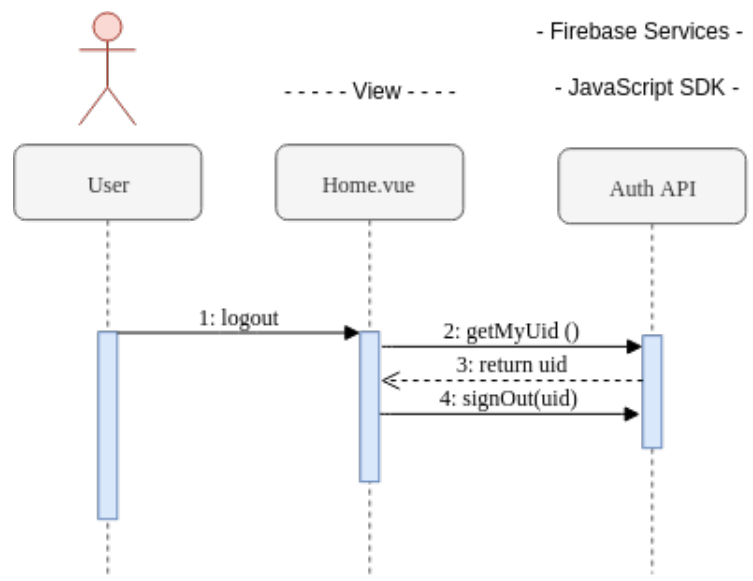 - Firebase Services -
- - - - - View - - - -
- JavaScript SDK -
User
Home.vue
Auth API
1: logout
2: getMyUid ()
3: return uid
4: signOut(uid)